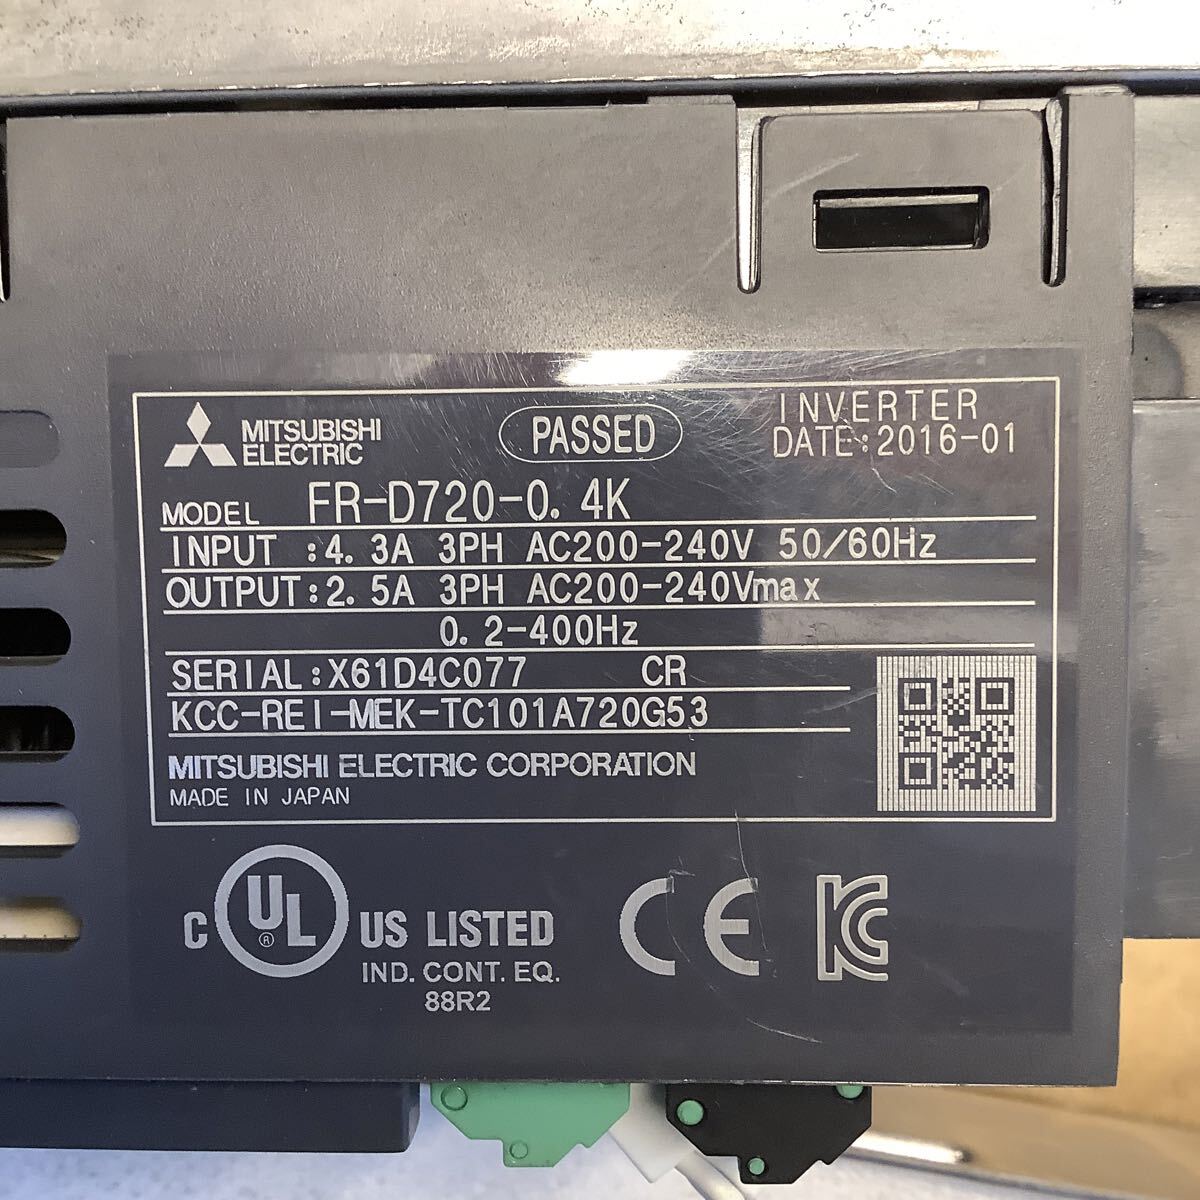 MITSUBISHI
ELECTRIC
PASSED
INVERTER
DATE:2016-01
MODEL FR-D720-0.4K
INPUT :4.3A 3PH AC200-240V 50/60Hz
OUTPUT:2.5A 3PH AC200-240Vmax
0.2-400Hz
SERIAL:X61D4C077 CR
KCC-REI-MEK-TC101A720G53
MITSUBISHI ELECTRIC CORPORATION
MADE IN JAPAN
C UL ® US LISTED
IND. CONT. EQ.
88R2
CE KC